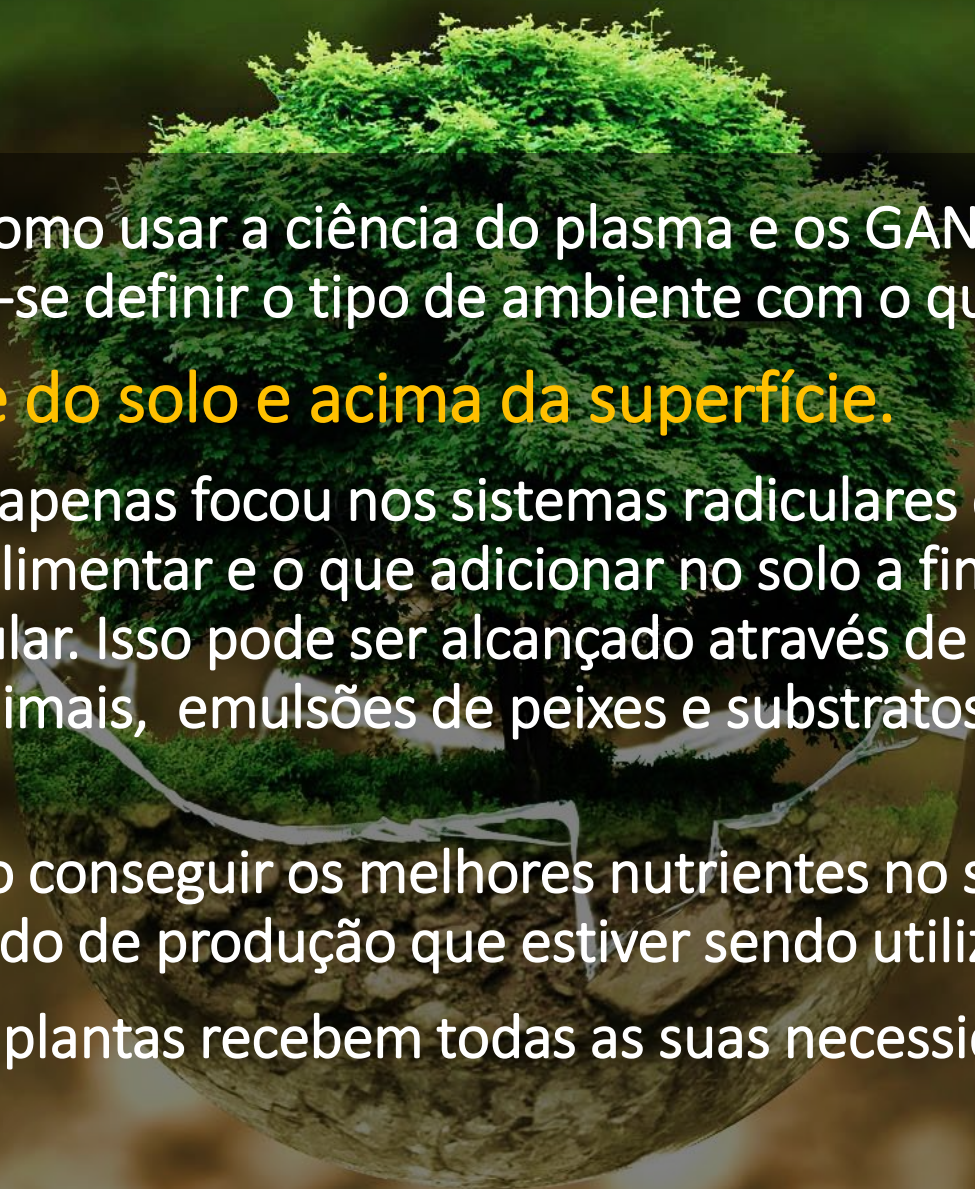 omo usar a ciência do plasma e os GAN
-se definir o tipo de ambiente com o qu
e do solo e acima da superfície.
apenas focou nos sistemas radiculares
limentar e o que adicionar no solo a fin
ular. Isso pode ser alcançado através de
imais, emulsões de peixes e substratos
o conseguir os melhores nutrientes no s
do de produção que estiver sendo utiliz
plantas recebem todas as suas necessi